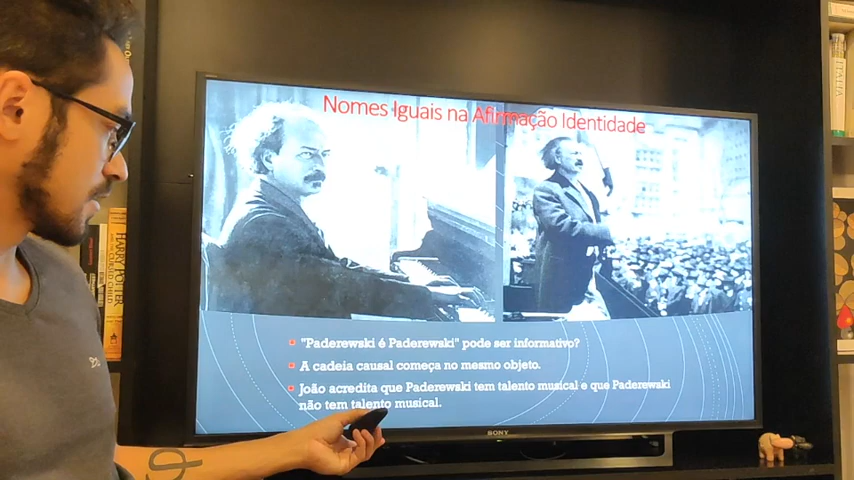 Nomes Iguais na Afirmação Identidade
"Paderewski é Paderewski" pode ser informativo?
A cadeia causal começa no mesmo objeto.
João acredita que Paderewski tem talento musical e que Paderewski
não tem talento musical.
SONY
HARRY POTTER
ITALIA